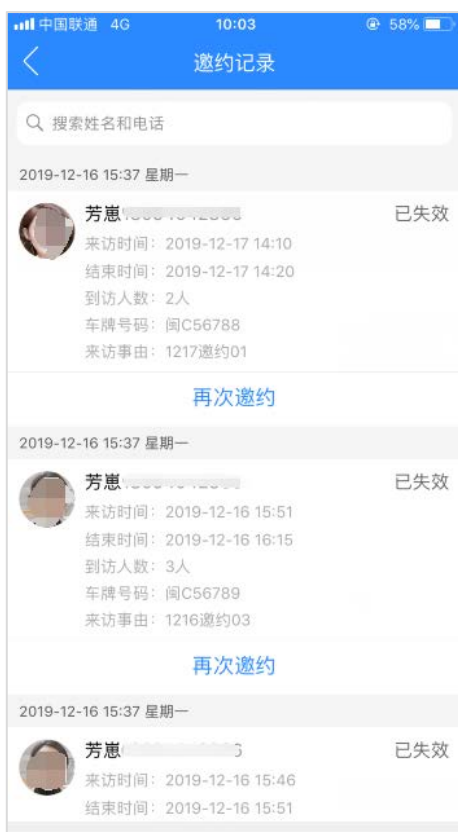 中国联通 4G 10:03 58%
邀约记录
搜索姓名和电话
2019-12-16 15:37 星期一
芳崽 已失效
来访时间： 2019-12-17 14:10
结束时间： 2019-12-17 14:20
到访人数： 2人
车牌号码： 闽C56788
来访事由： 1217邀约01
再次邀约
2019-12-16 15:37 星期一
芳崽 已失效
来访时间： 2019-12-16 15:51
结束时间： 2019-12-16 16:15
到访人数： 3人
车牌号码： 闽C56789
来访事由： 1216邀约03
再次邀约
2019-12-16 15:37 星期一
芳崽 已失效
来访时间： 2019-12-16 15:46
结束时间： 2019-12-16 15:51